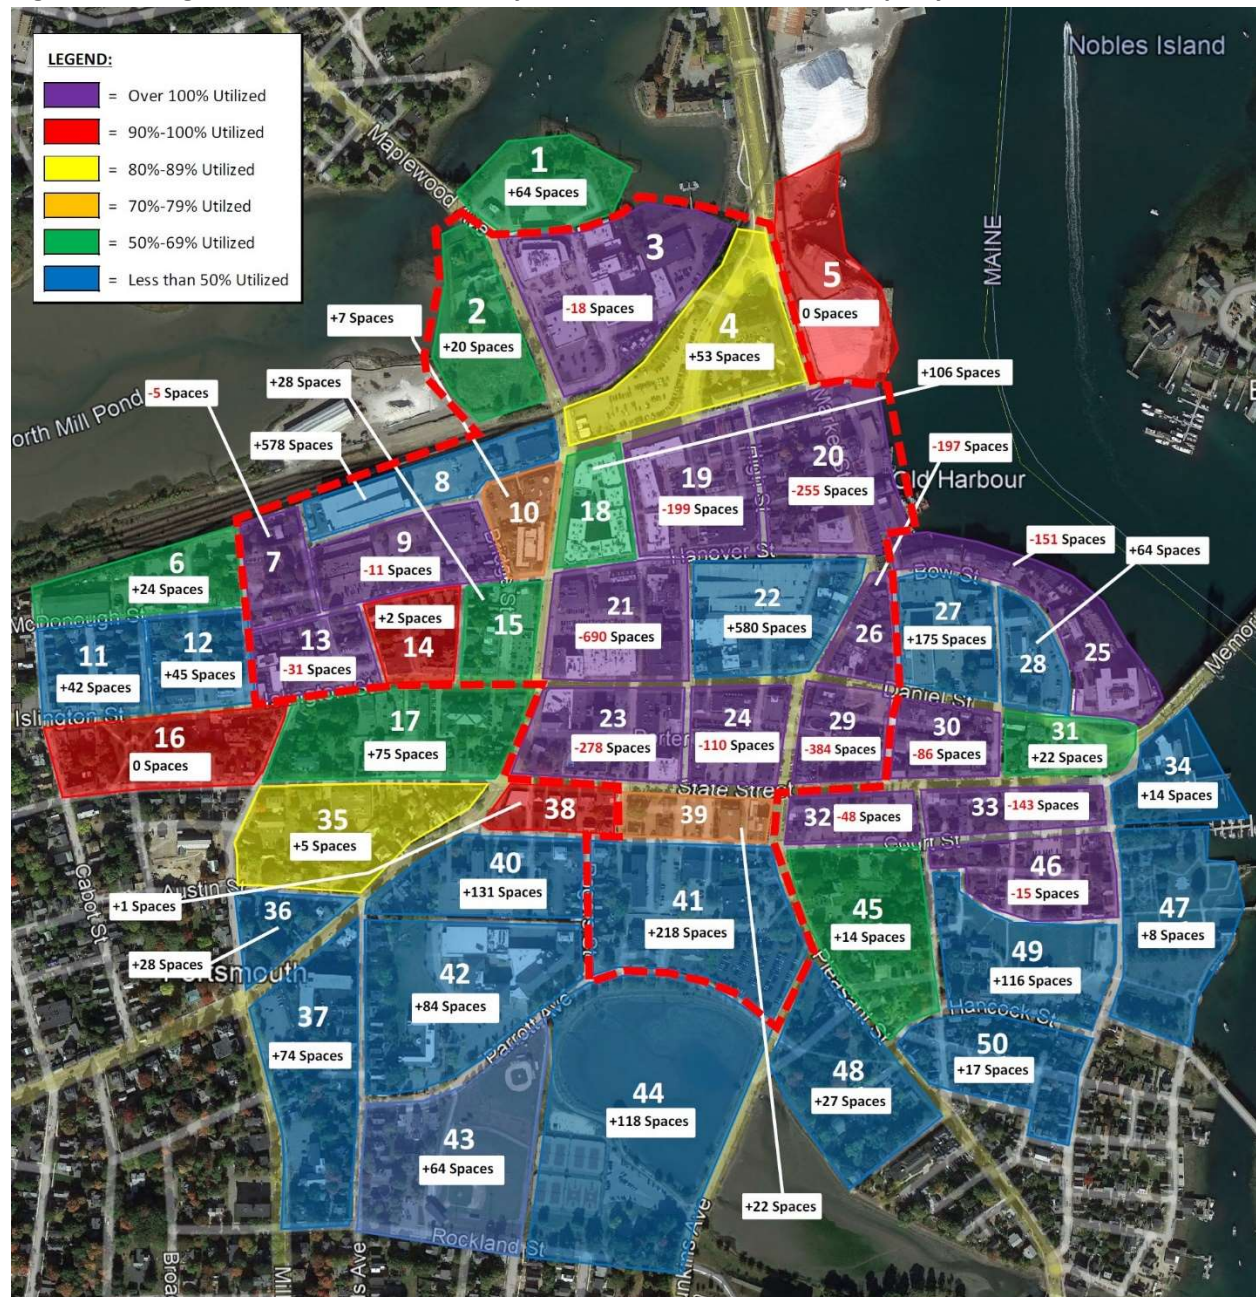 Nobles Island
LEGEND:
= Over 100% Utilized
= 90%-100% Utilized
= 80%-89% Utilized
= 70%-79% Utilzed
= 50%-69% Utilized
= Less than 50% Utilized
Maplewood Ave
1
+64 Spaces
MAINE
2
+20 Spaces
3
-18 Spaces
4
+53 Spaces
5
0 Spaces
+7 Spaces
+28 Spaces
-5 Spaces
+578 Spaces
orth Mill Pond
+106 Spaces
-197 Spaces
Old Harbour
-151 Spaces
+64 Spaces
6
+24 Spaces
7
8
9
-11 Spaces
10
18
19
-199 Spaces
20
-255 Spaces
Hanover St
Bow St
McDonough St
11
+42 Spaces
12
+45 Spaces
13
-31 Spaces
14
+2 Spaces
15
21
-690 Spaces
22
+580 Spaces
26
27
+175 Spaces
28
25
Islington St
Daniel St
Memor
16
0 Spaces
17
+75 Spaces
23
-278 Spaces
24
-110 Spaces
29
-384 Spaces
30
-86 Spaces
31
+22 Spaces
34
+14 Spaces
State Street
35
+5 Spaces
38
39
32
-48 Spaces
33
-143 Spaces
Court St
Cabot St
Austin St
+1 Spaces
36
+28 Spaces
40
+131 Spaces
41
+218 Spaces
45
+14 Spaces
46
-15 Spaces
47
+8 Spaces
37
+74 Spaces
42
+84 Spaces
Parrott Ave
Pleasant St
49
+116 Spaces
Hancock St
50
+17 Spaces
43
+64 Spaces
44
+118 Spaces
48
+27 Spaces
+22 Spaces
Rockland St